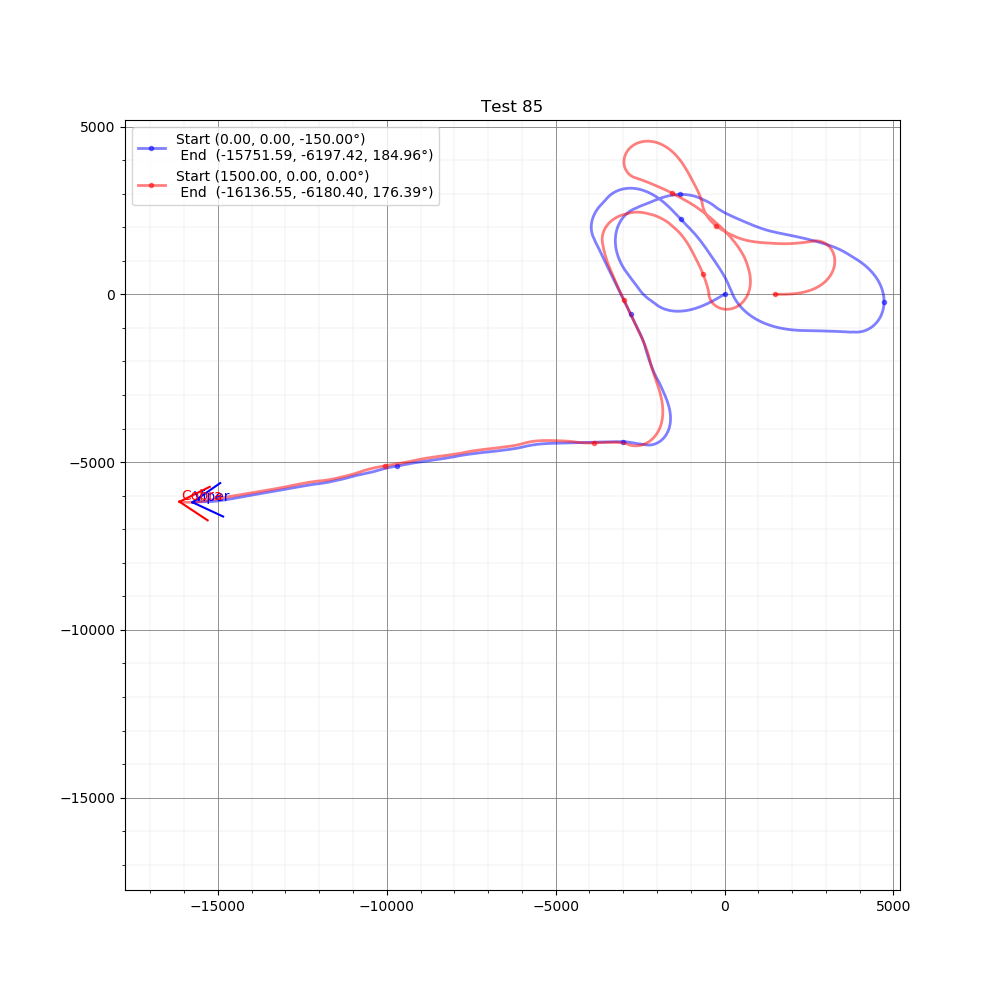 Test 85
Start (0.00, 0.00, -150.00°)
End (-15751.59, -6197.42, 184.96°)
Start (1500.00, 0.00, 0.00°)
End (-16136.55, -6180.40, 176.39°)
5000
0
−5000
−10000
−15000
−15000
−10000
−5000
0
5000